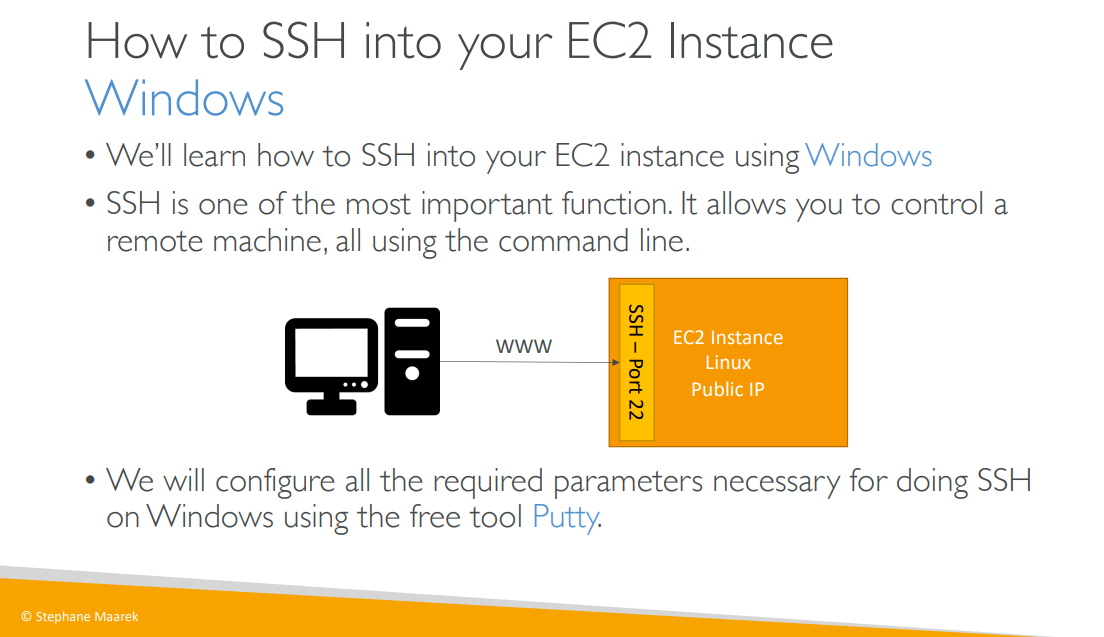 How to SSH into your EC2 Instance
Windows
• We'll learn how to SSH into your EC2 instance using Windows
• SSH is one of the most important function. It allows you to control a
remote machine, all using the command line.
WWW
SSH – Port 22
EC2 Instance
Linux
Public IP
• We will configure all the required parameters necessary for doing SSH
on Windows using the free tool Putty.
© Stephane Maarek